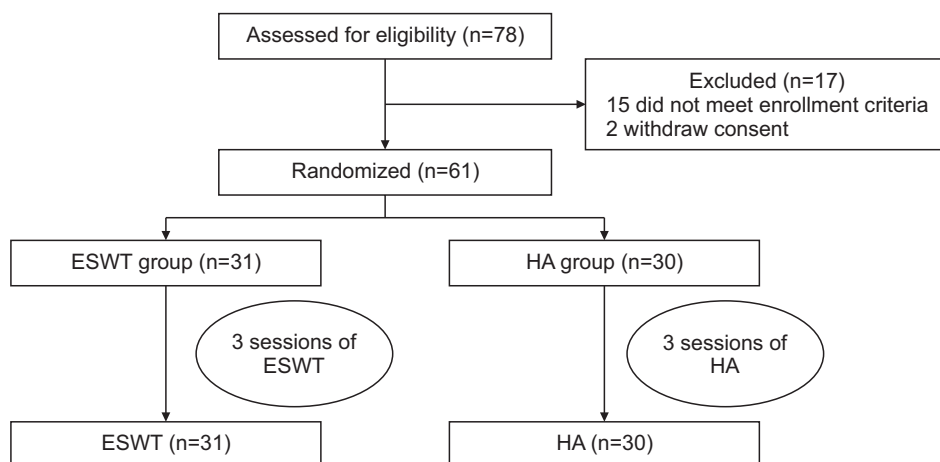 Assessed for eligibility (n=78)
Excluded (n=17)
15 did not meet enrollment criteria
2 withdraw consent
Randomized (n=61)
ESWT group (n=31)
HA group (n=30)
3 sessions of
ESWT
3 sessions of
HA
ESWT (n=31)
HA (n=30)